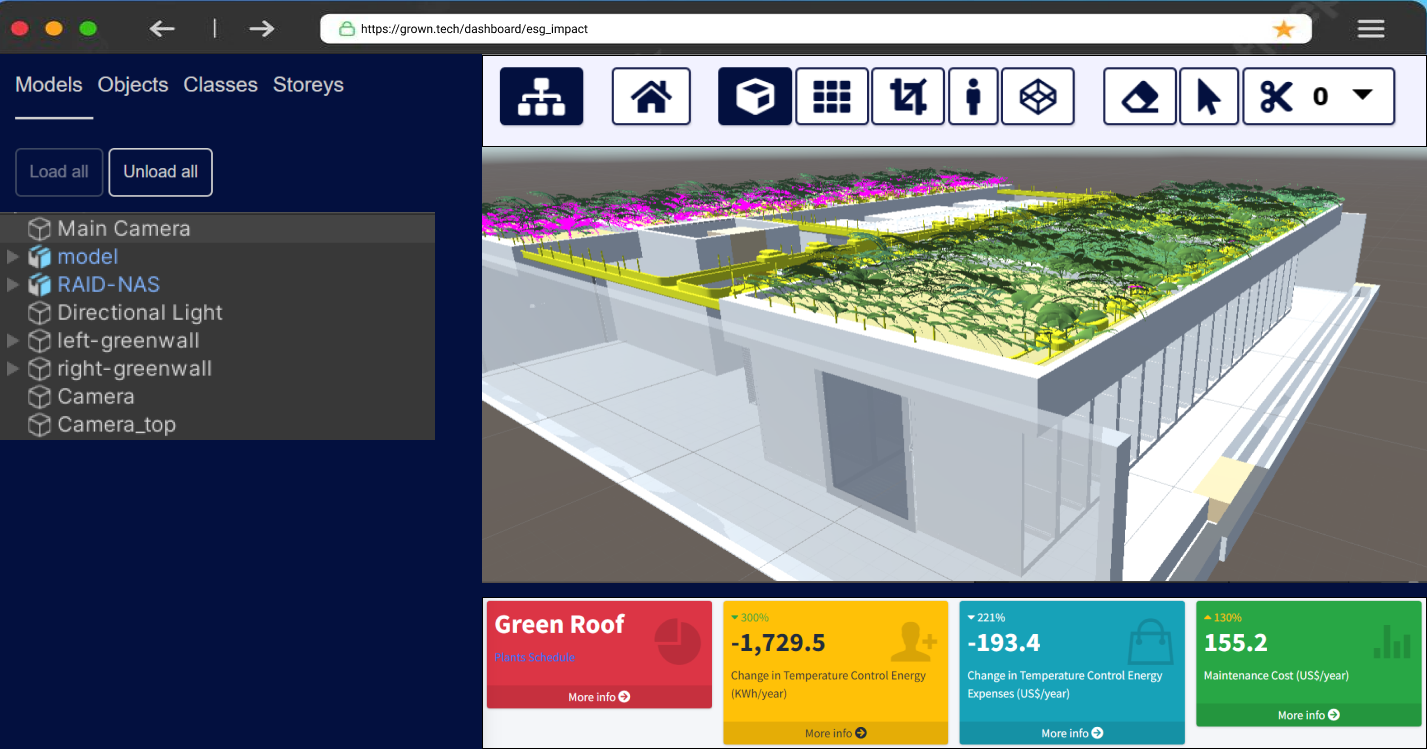 https://grown.tech/dashboard/esg_impact
Models Objects Classes Storeys
Load all Unload all
Main Camera
model
RAID-NAS
Directional Light
left-greenwall
right-greenwall
Camera
Camera_top
0
Green Roof
Plants Schedule
More info
300%
-1,729.5
Change in Temperature Control Energy
(KWh/year)
More info
221%
-193.4
Change in Temperature Control Energy
Expenses (US$/year)
More info
130%
155.2
Maintenance Cost (US$/year)
More info